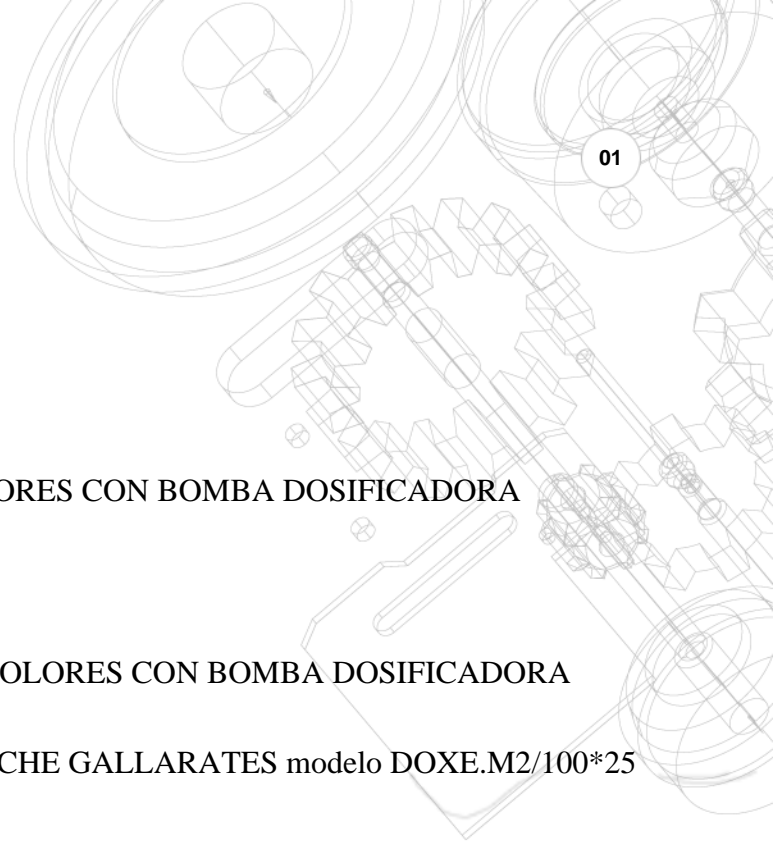 01
ORES CON BOMBA DOSIFICADORA
OLORES CON BOMBA DOSIFICADORA
CHE GALLARATES modelo DOXE.M2/100*25